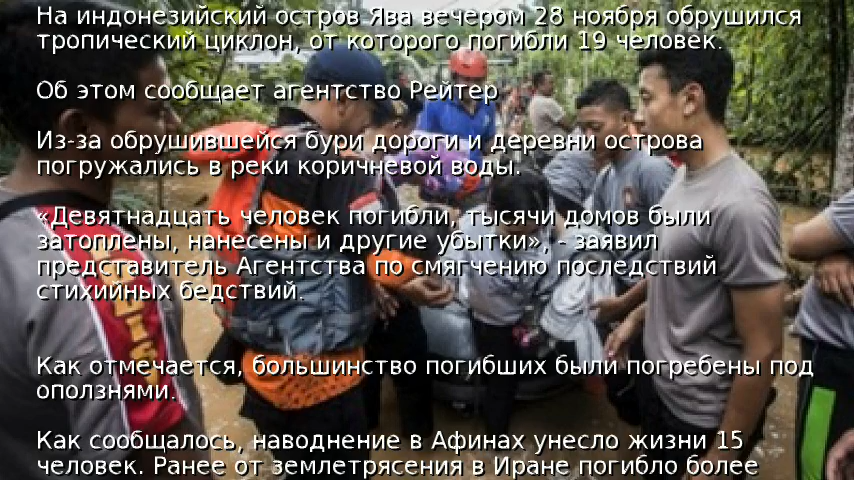 На индонезийский остров Ява вечером 28 ноября обрушился
тропический циклон, от которого погибли 19 человек.
Об этом сообщает агентство Рейтер
Из-за обрушившейся бури дороги и деревни острова
погружались в реки коричневой воды.
«Девятнадцать человек погибли, тысячи домов были
затоплены, нанесены и другие убытки», - заявил
представитель Агентства по смягчению последствий
стихийных бедствий.
Как отмечается, большинство погибших были погребены под
оползнями.
Как сообщалось, наводнение в Афинах унесло жизни 15
человек. Ранее от землетрясения в Иране погибло более